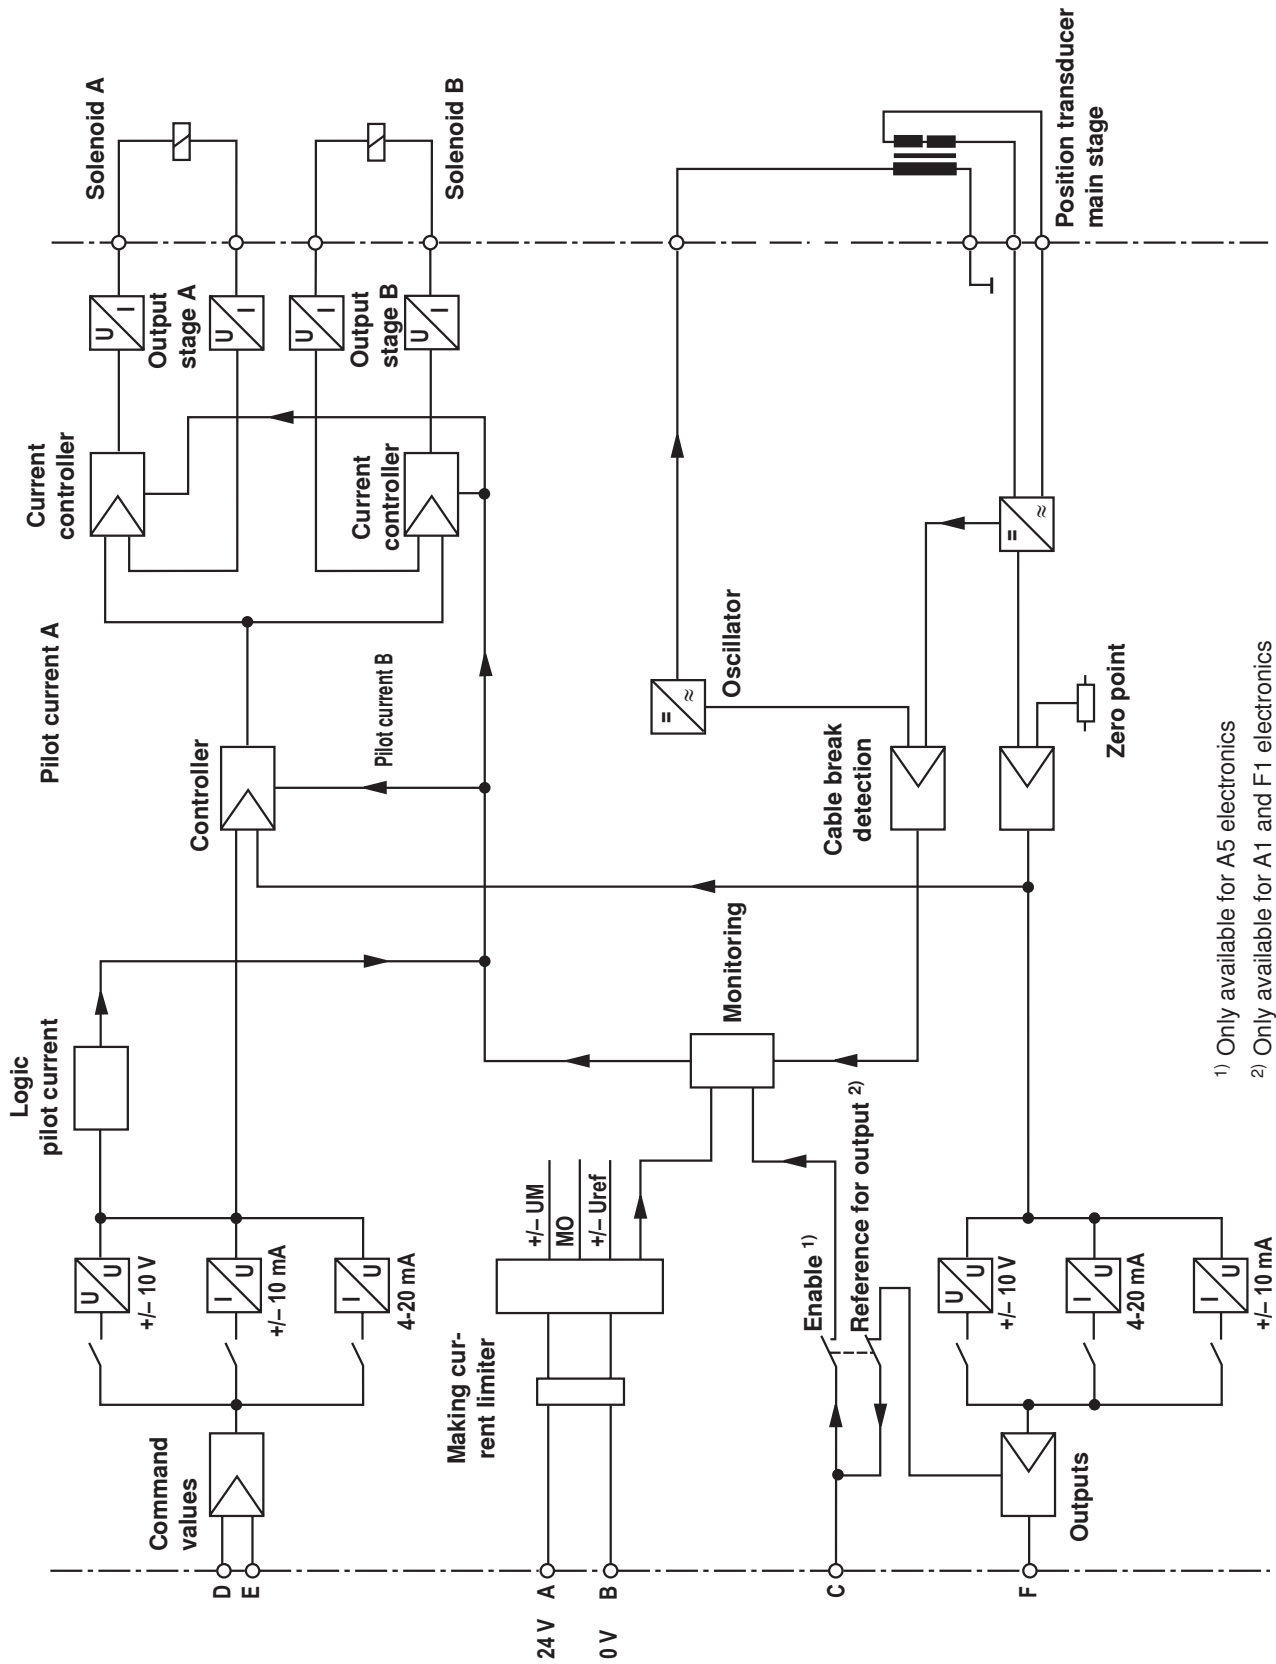 Command
values
D
E
U
U
+/– 10 V
I
U
+/– 10 mA
I
U
4-20 mA
Logic
pilot current
Controller
Pilot current A
Pilot current B
Current
controller
Current
controller
U
I
Output
stage A
U
I
U
I
Output
stage B
U
I
Solenoid A
Solenoid B
24 V A
0 V B
Making cur-
rent limiter
+/– UM
MO
+/– Uref
C
Enable 1)
Reference for output 2)
Monitoring
Cable break
detection
=
≈
Oscillator
=
≈
Zero point
Position transducer
main stage
F
Outputs
U
U
+/– 10 V
I
U
4-20 mA
I
U
+/– 10 mA
1) Only available for A5 electronics
2) Only available for A1 and F1 electronics